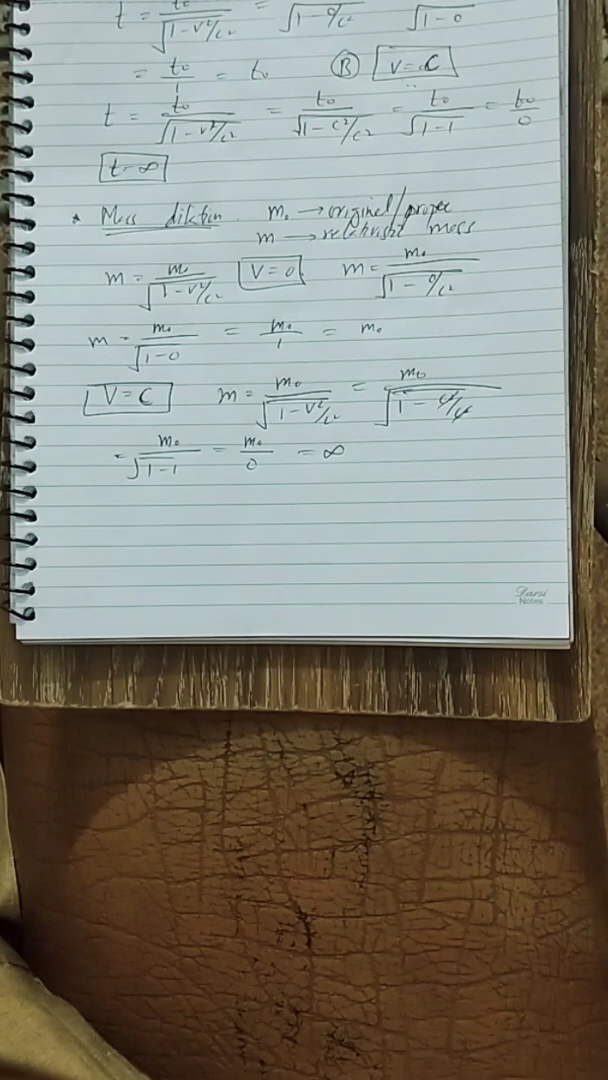 t = t₀/√(1-v²/c²) = /√(1-0/c²) √(1-0)
= t₀/1 = t₀ (B) V=C
t = t₀/√(1-v²/c²) = t₀/√(1-c²/c²) = t₀/√(1-1) = t₀/0
t=∞
* Mass dilation. m₀ → original/proper
m → relativisti mass
m = m₀/√(1-v²/c²) V=0 m= m₀/√(1-0/c²)
m = m₀/√(1-0) = m₀/1 = m₀
V=C m= m₀/√(1-v²/c²) = m₀/√(1-c²/c²)
= m₀/√(1-1) = m₀/0 = ∞
Darsi
Notes